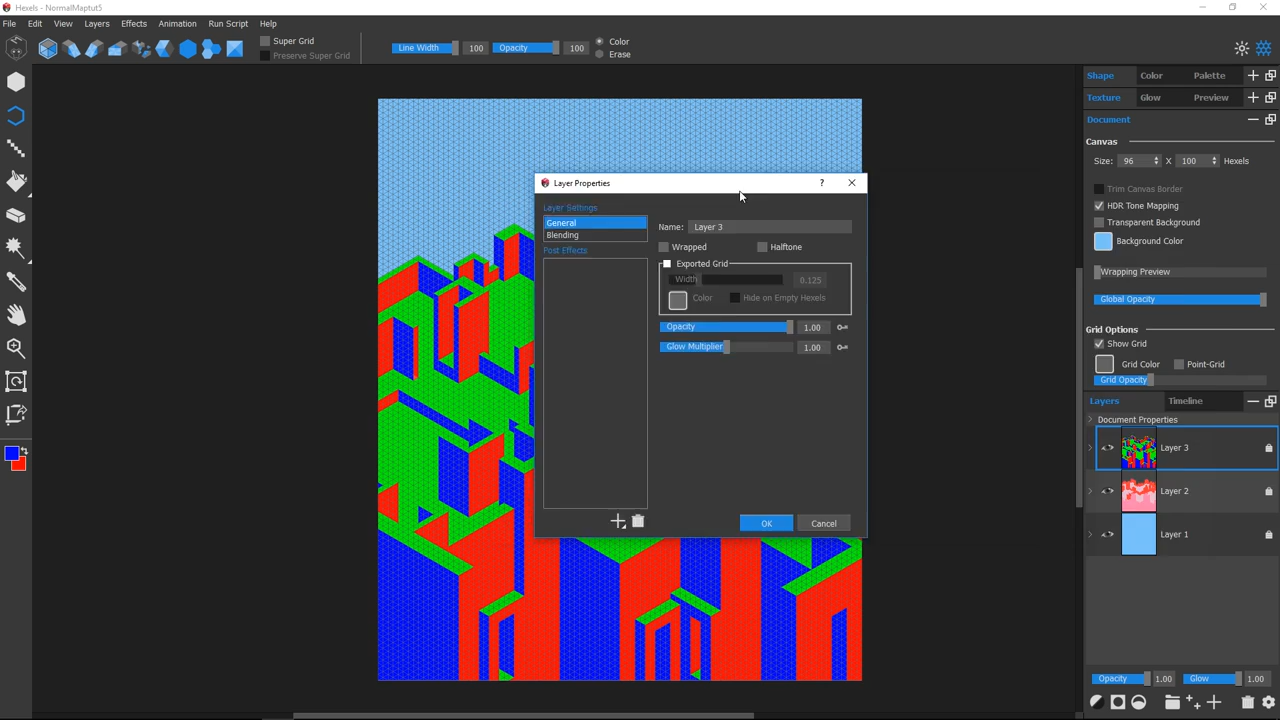 Hexels - NormalMaptut5
File Edit View Layers Effects Animation Run Script Help
Super Grid
Preserve Super Grid
Line Width 100 Opacity 100
Color
Erase
Shape Color Palette
Texture Glow Preview
Document
Canvas
Size: 96 X 100 Hexels
Trim Canvas Border
HDR Tone Mapping
Transparent Background
Background Color
Wrapping Preview
Global Opacity
Grid Options
Show Grid
Grid Color Point-Grid
Grid Opacity
Layers Timeline
Document Properties
Layer 3
Layer 2
Layer 1
Opacity 1.00 Glow 1.00
Layer Properties ?
Layer Settings
General
Blending
Post Effects
Name: Layer 3
Wrapped Halftone
Exported Grid
Width 0.125
Color Hide on Empty Hexels
Opacity 1.00
Glow Multiplier 1.00
OK Cancel